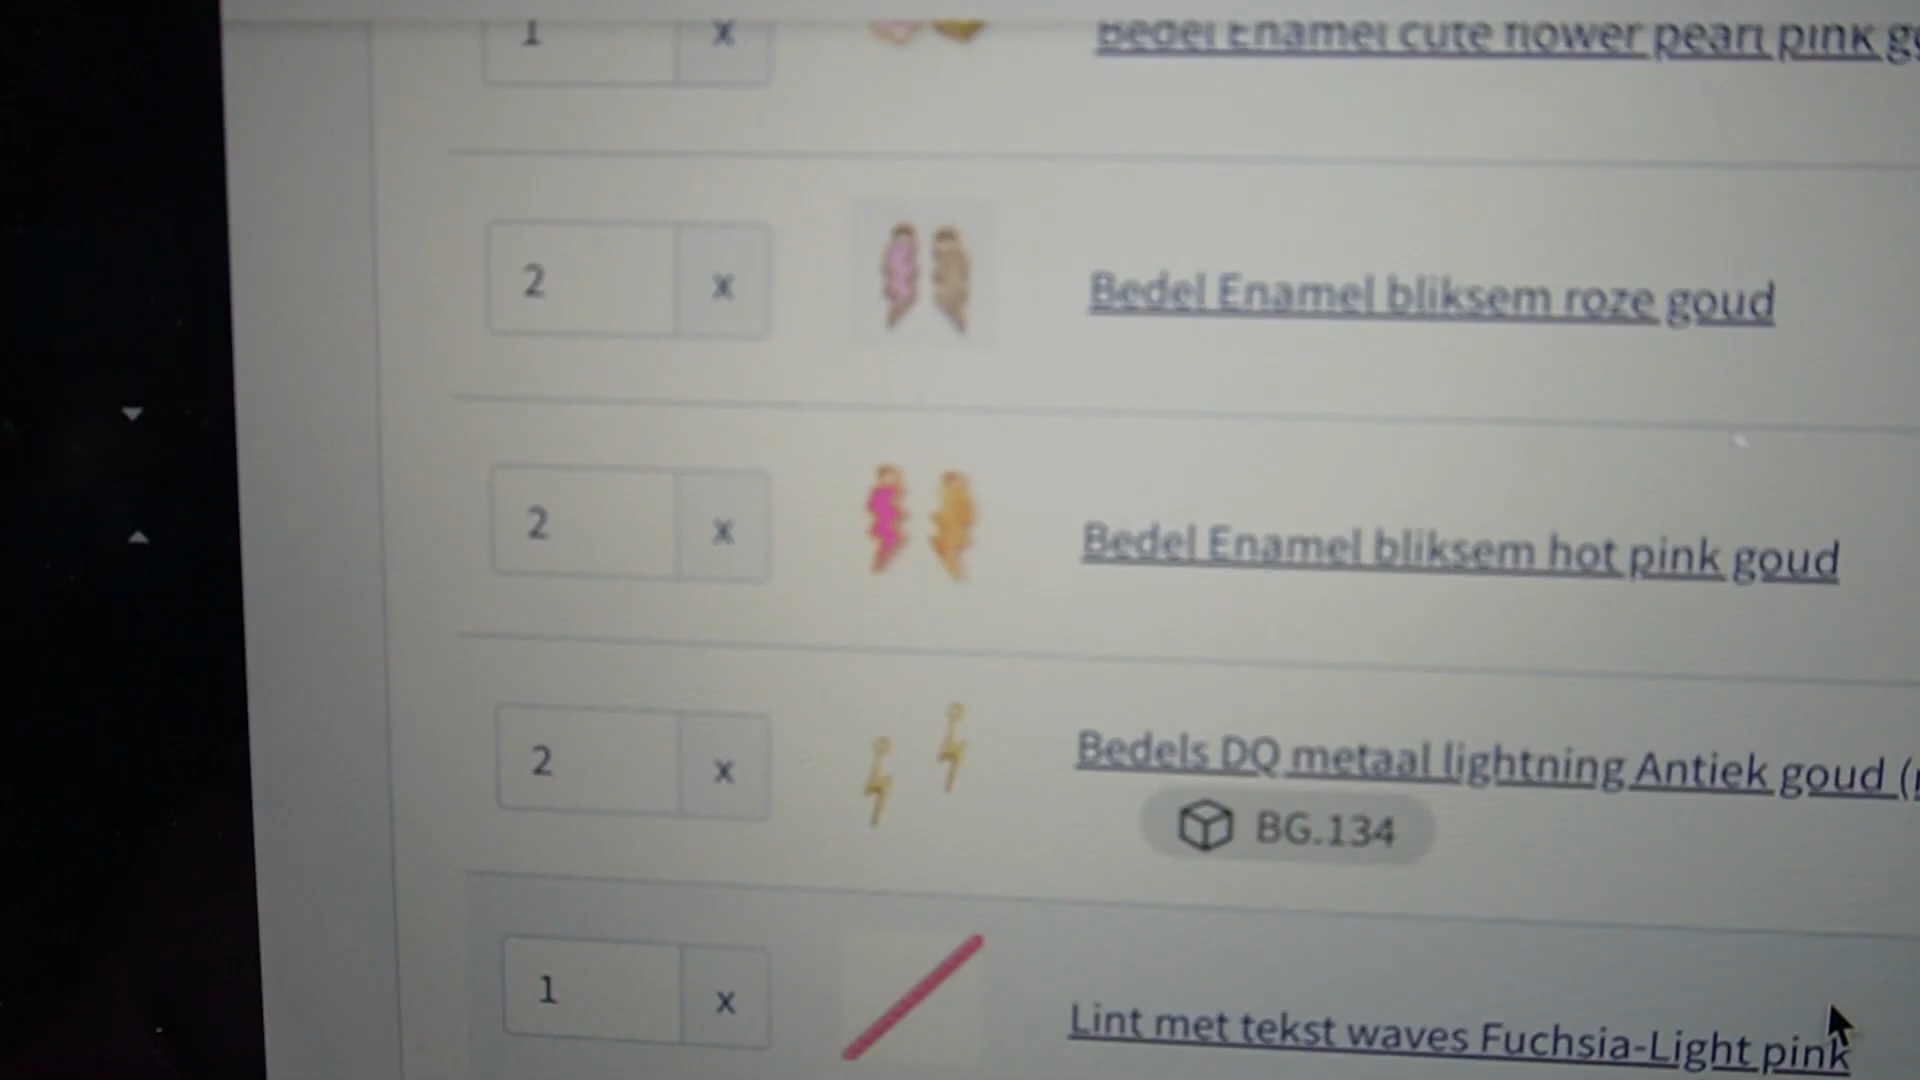 1 x Bedel Enamel cute flower pearl pink
2 x Bedel Enamel bliksem roze goud
2 x Bedel Enamel bliksem hot pink goud
2 x Bedels DQ metaal lightning Antiek goud (
BG.134
1 x Lint met tekst waves Fuchsia-Light pink